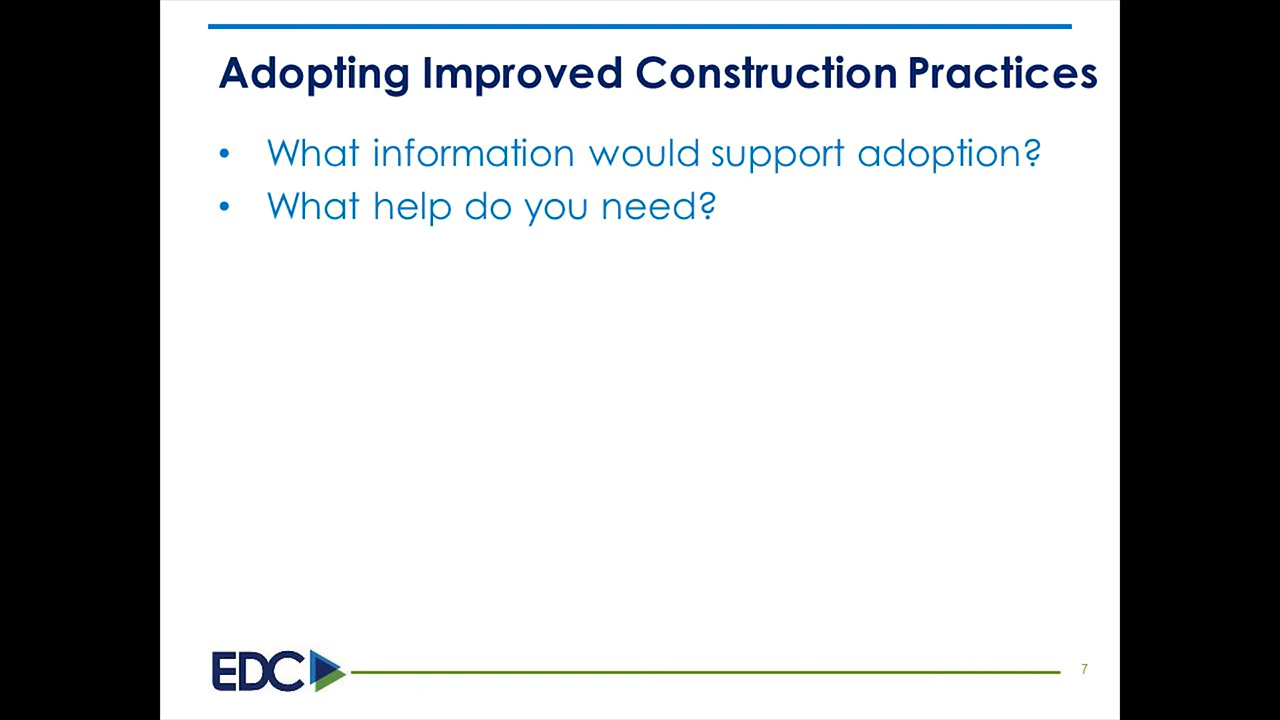 Adopting Improved Construction Practices
• What information would support adoption?
• What help do you need?
EDC
7